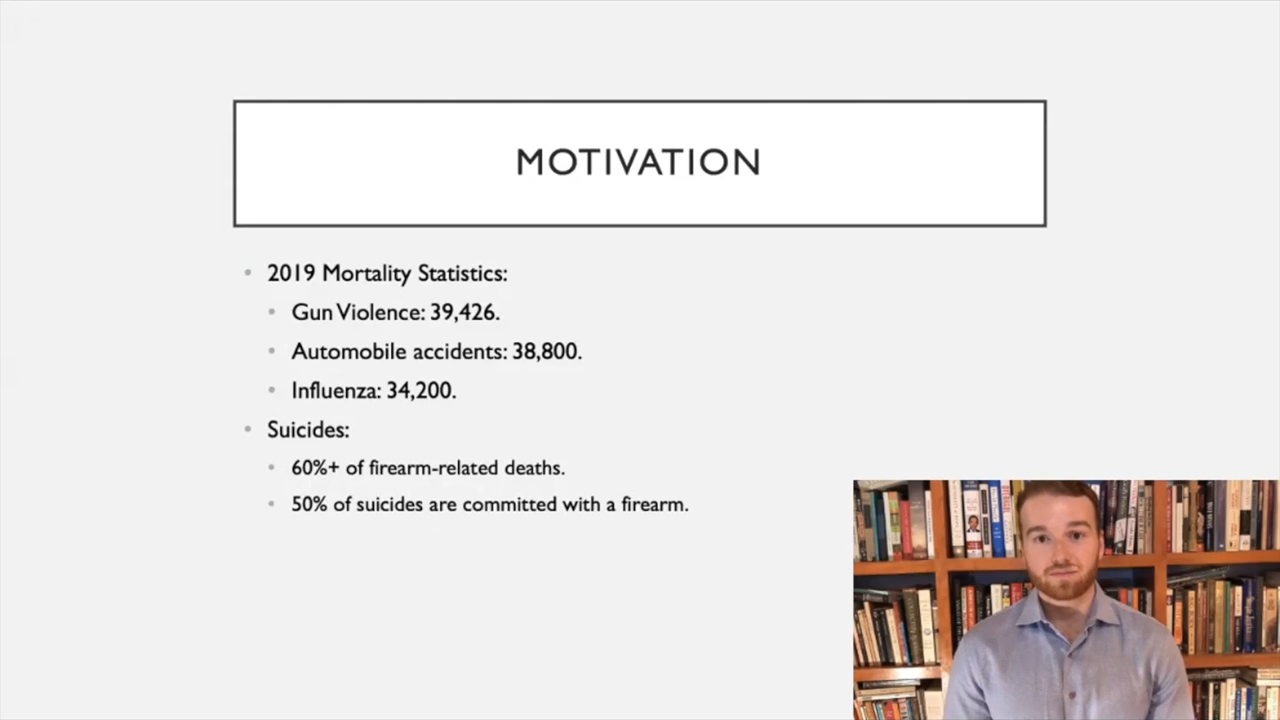 MOTIVATION
2019 Mortality Statistics:
Gun Violence: 39,426.
Automobile accidents: 38,800.
Influenza: 34,200.
Suicides:
60%+ of firearm-related deaths.
50% of suicides are committed with a firearm.